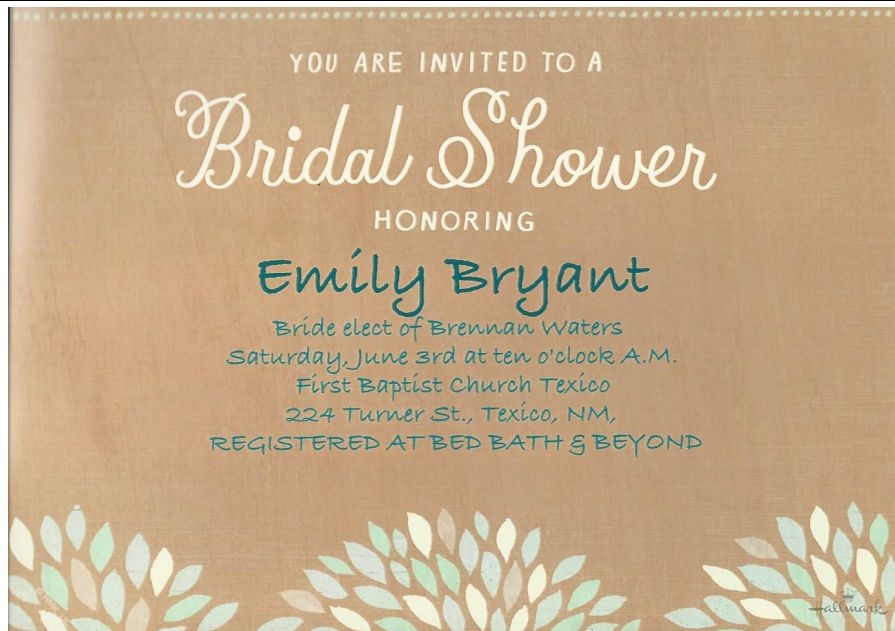 YOU ARE INVITED TO A
Bridal Shower
HONORING
Emily Bryant
Bride elect of Brennan Waters
Saturday, June 3rd at ten o'clock A.M.
First Baptist Church Texico
224 Turner St., Texico, NM,
REGISTERED AT BED BATH & BEYOND
Hallmark